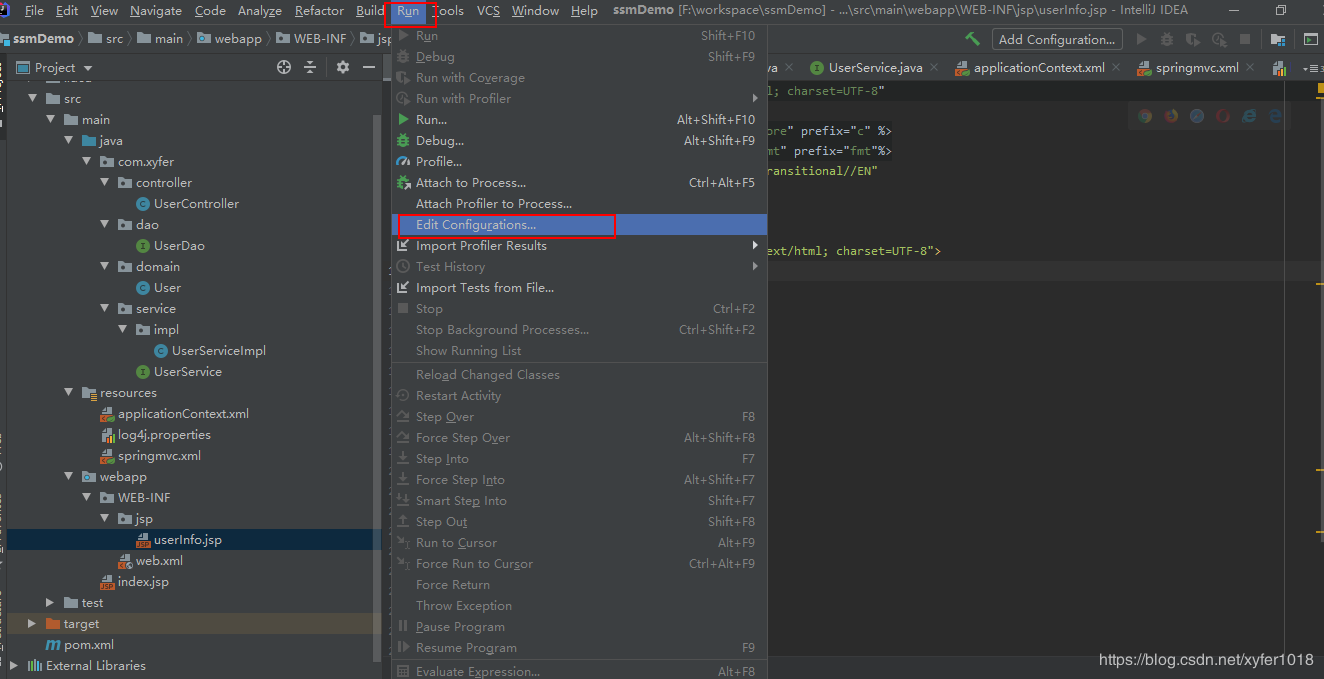 File Edit View Navigate Code Analyze Refactor Build Run Tools VCS Window Help ssmDemo [F:\workspace\ssmDemo] - ...\src\main\webapp\WEB-INF\jsp\userInfo.jsp - IntelliJ IDEA
ssmDemo src main webapp WEB-INF jsp
Add Configuration...
Project
UserService.java applicationContext.xml springmvc.xml
src
main
java
com.xyfer
controller
UserController
dao
UserDao
domain
User
service
impl
UserServiceImpl
UserService
resources
applicationContext.xml
log4j.properties
springmvc.xml
webapp
WEB-INF
jsp
userInfo.jsp
web.xml
index.jsp
test
target
pom.xml
External Libraries
Run Shift+F10
Debug Shift+F9
Run with Coverage
Run with Profiler
Run... Alt+Shift+F10
Debug... Alt+Shift+F9
Profile...
Attach to Process... Ctrl+Alt+F5
Attach Profiler to Process...
Edit Configurations...
Import Profiler Results
Test History
Import Tests from File...
Stop Ctrl+F2
Stop Background Processes... Ctrl+Shift+F2
Show Running List
Reload Changed Classes
Restart Activity
Step Over F8
Force Step Over Alt+Shift+F8
Step Into F7
Force Step Into Alt+Shift+F7
Smart Step Into Shift+F7
Step Out Shift+F8
Run to Cursor Alt+F9
Force Run to Cursor Ctrl+Alt+F9
Force Return
Throw Exception
Pause Program
Resume Program F9
Evaluate Expression... Alt+F8
l; charset=UTF-8"
ore" prefix="c" %>
mt" prefix="fmt"%>
ransitional//EN"
ext/html; charset=UTF-8">
https://blog.csdn.net/xyfer1018